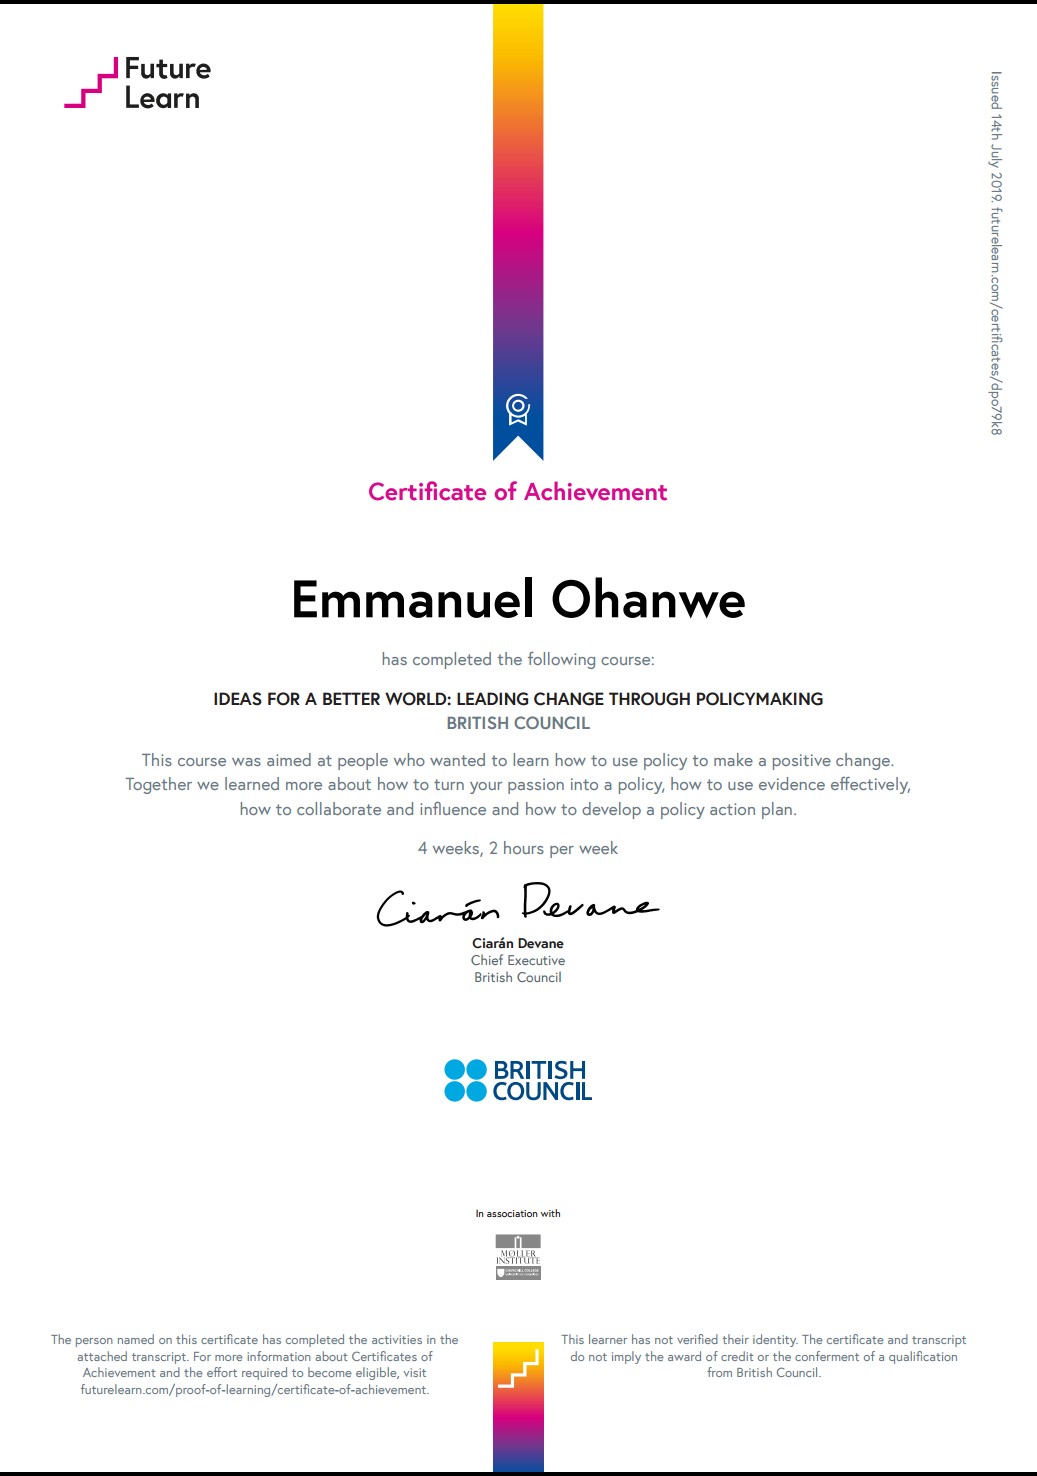 Future
Learn
Issued 14th July 2019. futurelearn.com/certificates/dpo79k8
Certificate of Achievement
Emmanuel Ohanwe
has completed the following course:
IDEAS FOR A BETTER WORLD: LEADING CHANGE THROUGH POLICYMAKING
BRITISH COUNCIL
This course was aimed at people who wanted to learn how to use policy to make a positive change.
Together we learned more about how to turn your passion into a policy, how to use evidence effectively,
how to collaborate and influence and how to develop a policy action plan.
4 weeks, 2 hours per week
Ciarán Devane
Ciarán Devane
Chief Executive
British Council
BRITISH
COUNCIL
In association with
MØLLER
INSTITUTE
The person named on this certificate has completed the activities in the
attached transcript. For more information about Certificates of
Achievement and the effort required to become eligible, visit
futurelearn.com/proof-of-learning/certificate-of-achievement.
This learner has not verified their identity. The certificate and transcript
do not imply the award of credit or the conferment of a qualification
from British Council.